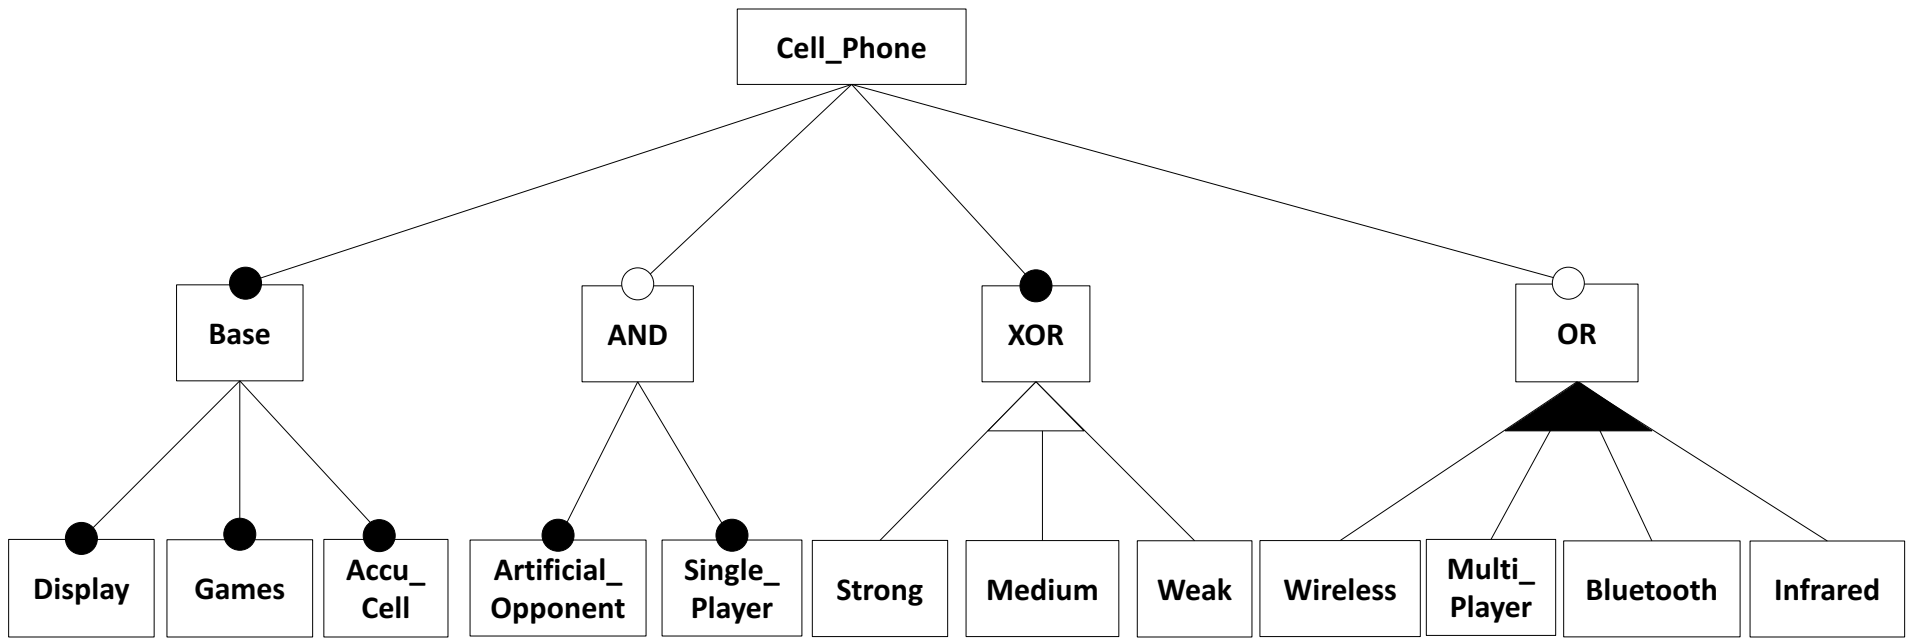 Cell_Phone
Base
AND
XOR
OR
Display
Games
Accu_
Cell
Artificial_
Opponent
Single_
Player
Strong
Medium
Weak
Wireless
Multi_
Player
Bluetooth
Infrared